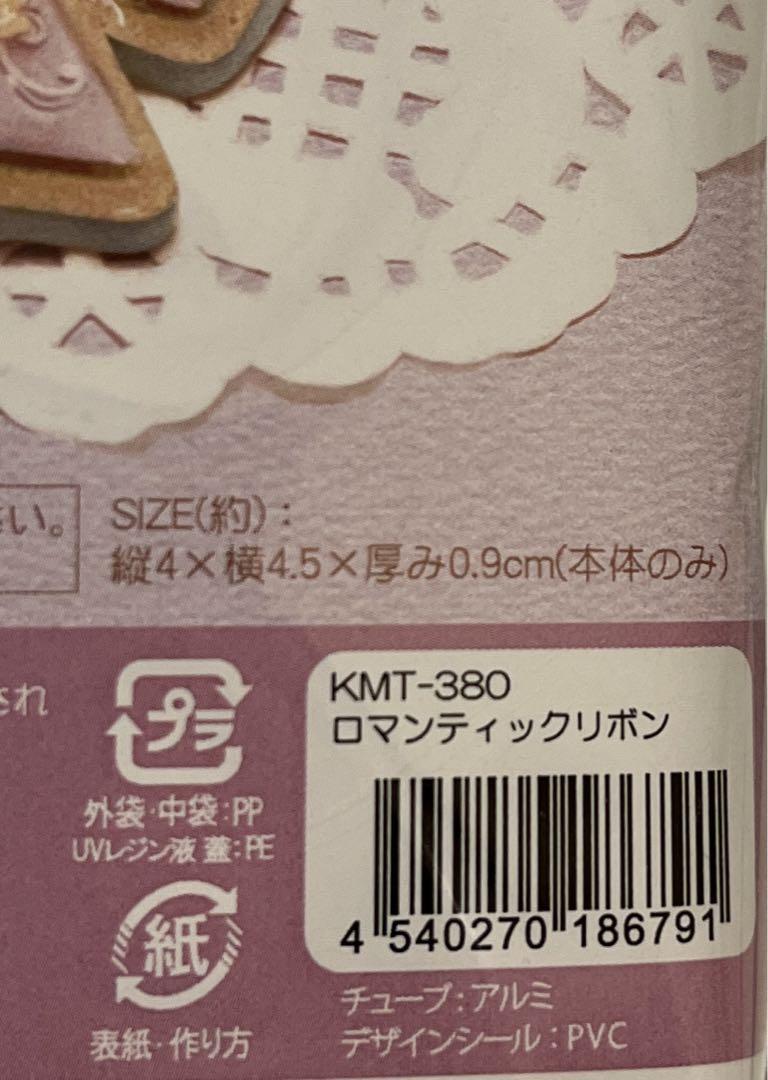 い。
SIZE(約)：
縦4×横4.5×厚み0.9cm(本体のみ)
され
プラ
外袋・中袋：PP
UVレジン液 蓋：PE
紙
表紙・作り方
KMT-380
ロマンティックリボン
4 540270 186791
チューブ：アルミ
デザインシール：PVC